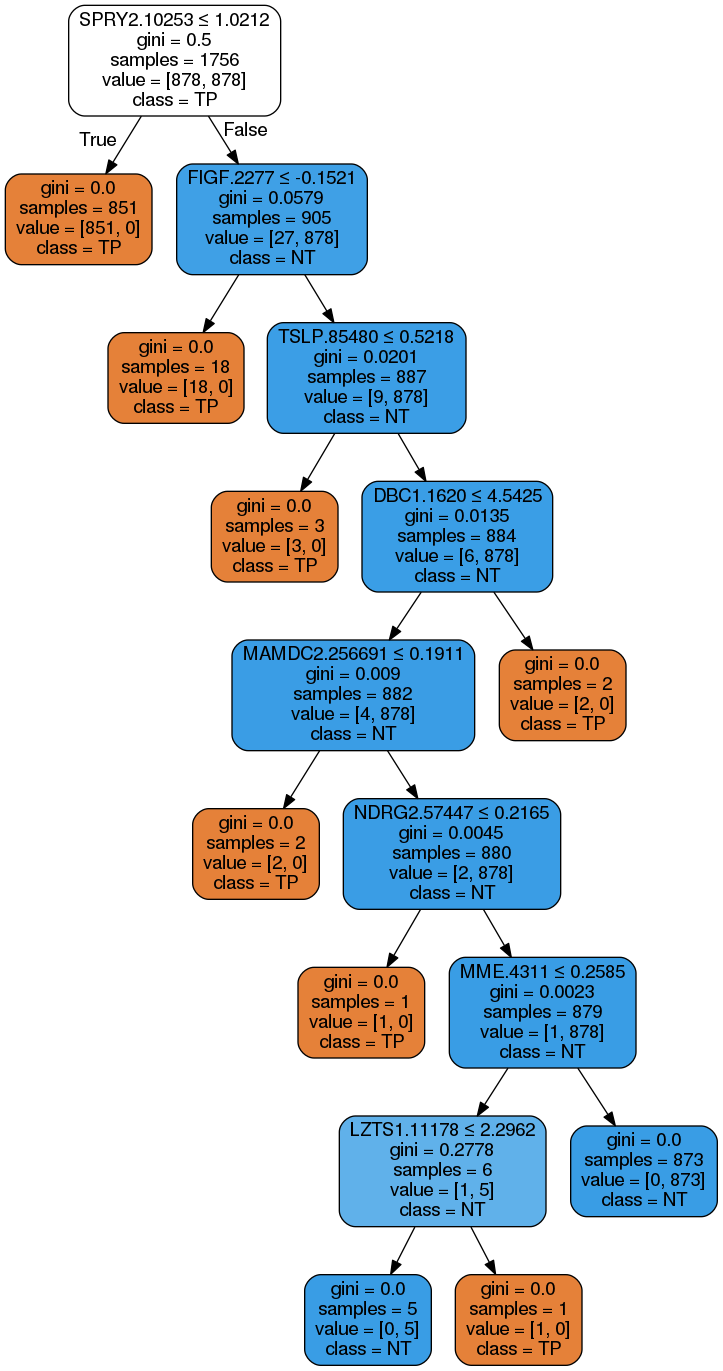 SPRY2.10253 ≤ 1.0212
gini = 0.5
samples = 1756
value = [878, 878]
class = TP
True
False
gini = 0.0
samples = 851
value = [851, 0]
class = TP
FIGF.2277 ≤ -0.1521
gini = 0.0579
samples = 905
value = [27, 878]
class = NT
gini = 0.0
samples = 18
value = [18, 0]
class = TP
TSLP.85480 ≤ 0.5218
gini = 0.0201
samples = 887
value = [9, 878]
class = NT
gini = 0.0
samples = 3
value = [3, 0]
class = TP
DBC1.1620 ≤ 4.5425
gini = 0.0135
samples = 884
value = [6, 878]
class = NT
MAMDC2.256691 ≤ 0.1911
gini = 0.009
samples = 882
value = [4, 878]
class = NT
gini = 0.0
samples = 2
value = [2, 0]
class = TP
gini = 0.0
samples = 2
value = [2, 0]
class = TP
NDRG2.57447 ≤ 0.2165
gini = 0.0045
samples = 880
value = [2, 878]
class = NT
gini = 0.0
samples = 1
value = [1, 0]
class = TP
MME.4311 ≤ 0.2585
gini = 0.0023
samples = 879
value = [1, 878]
class = NT
LZTS1.11178 ≤ 2.2962
gini = 0.2778
samples = 6
value = [1, 5]
class = NT
gini = 0.0
samples = 873
value = [0, 873]
class = NT
gini = 0.0
samples = 5
value = [0, 5]
class = NT
gini = 0.0
samples = 1
value = [1, 0]
class = TP